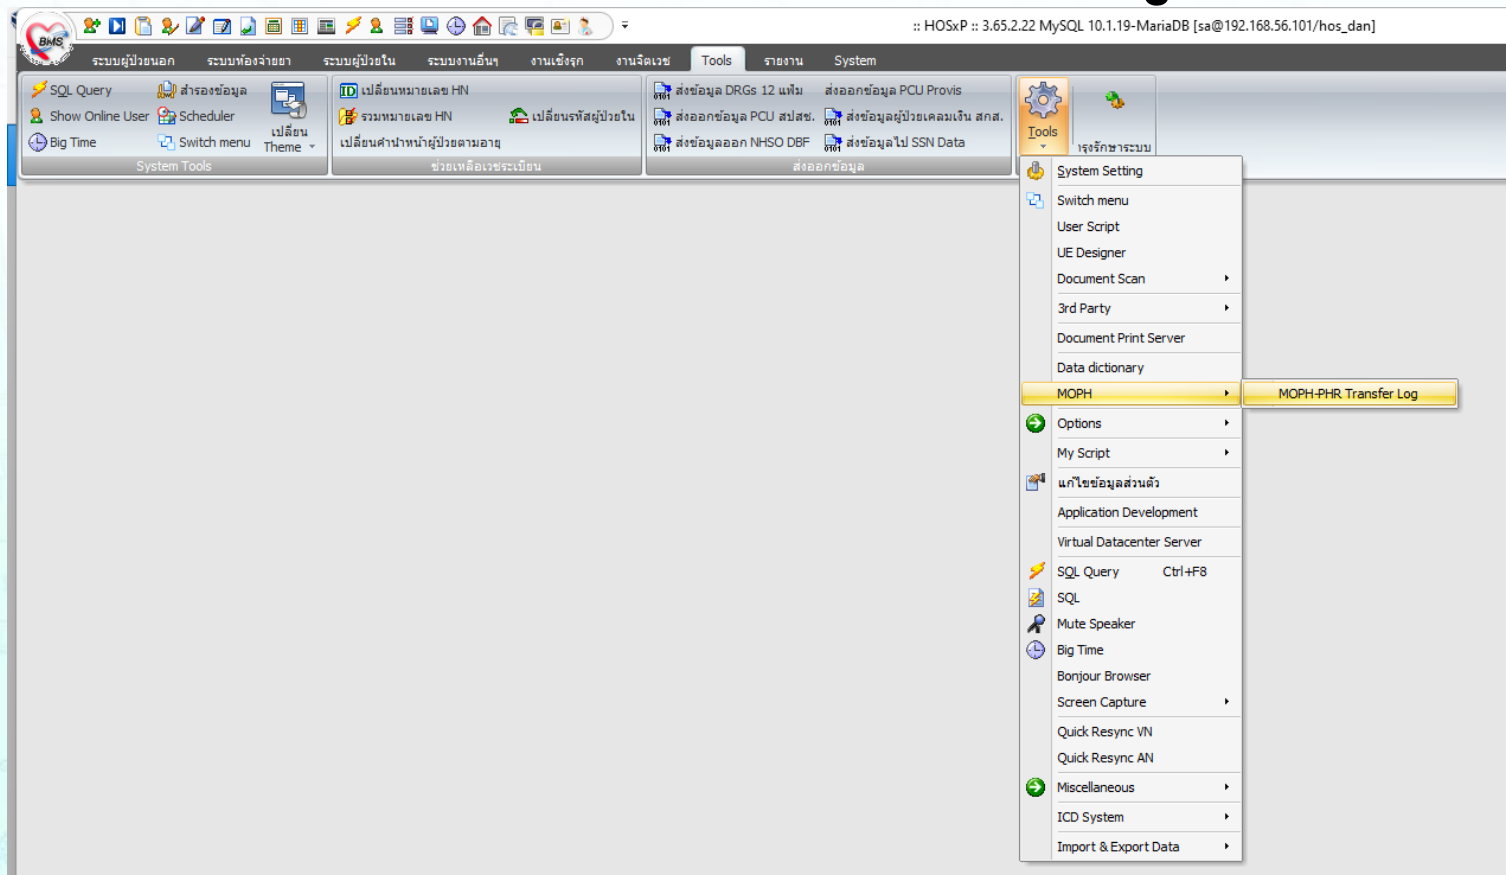 :: HOSxP :: 3.65.2.22 MySQL 10.1.19-MariaDB [sa@192.168.56.101/hos_dan]
BMS
ระบบผู้ป่วยนอก ระบบห้องจ่ายยา ระบบผู้ป่วยใน ระบบงานอื่นๆ งานเชิงรุก งานจิตเวช Tools รายงาน System
SQL Query สำรองข้อมูล เปลี่ยนหมายเลข HN ส่งข้อมูล DRGs 12 แฟ้ม ส่งออกข้อมูล PCU Provis
Show Online User Scheduler รวมหมายเลข HN เปลี่ยนรหัสผู้ป่วยใน ส่งออกข้อมูล PCU สปสช. ส่งข้อมูลผู้ป่วยเคลมเงิน สกส.
Big Time Switch menu เปลี่ยน Theme เปลี่ยนคำนำหน้าผู้ป่วยตามอายุ ส่งข้อมูลออก NHSO DBF ส่งข้อมูลไป SSN Data Tools ารุงรักษาระบบ
System Tools ช่วยเหลือเวชระเบียน ส่งออกข้อมูล
System Setting
Switch menu
User Script
UE Designer
Document Scan
3rd Party
Document Print Server
Data dictionary
MOPH MOPH-PHR Transfer Log
Options
My Script
แก้ไขข้อมูลส่วนตัว
Application Development
Virtual Datacenter Server
SQL Query Ctrl+F8
SQL
Mute Speaker
Big Time
Bonjour Browser
Screen Capture
Quick Resync VN
Quick Resync AN
Miscellaneous
ICD System
Import & Export Data